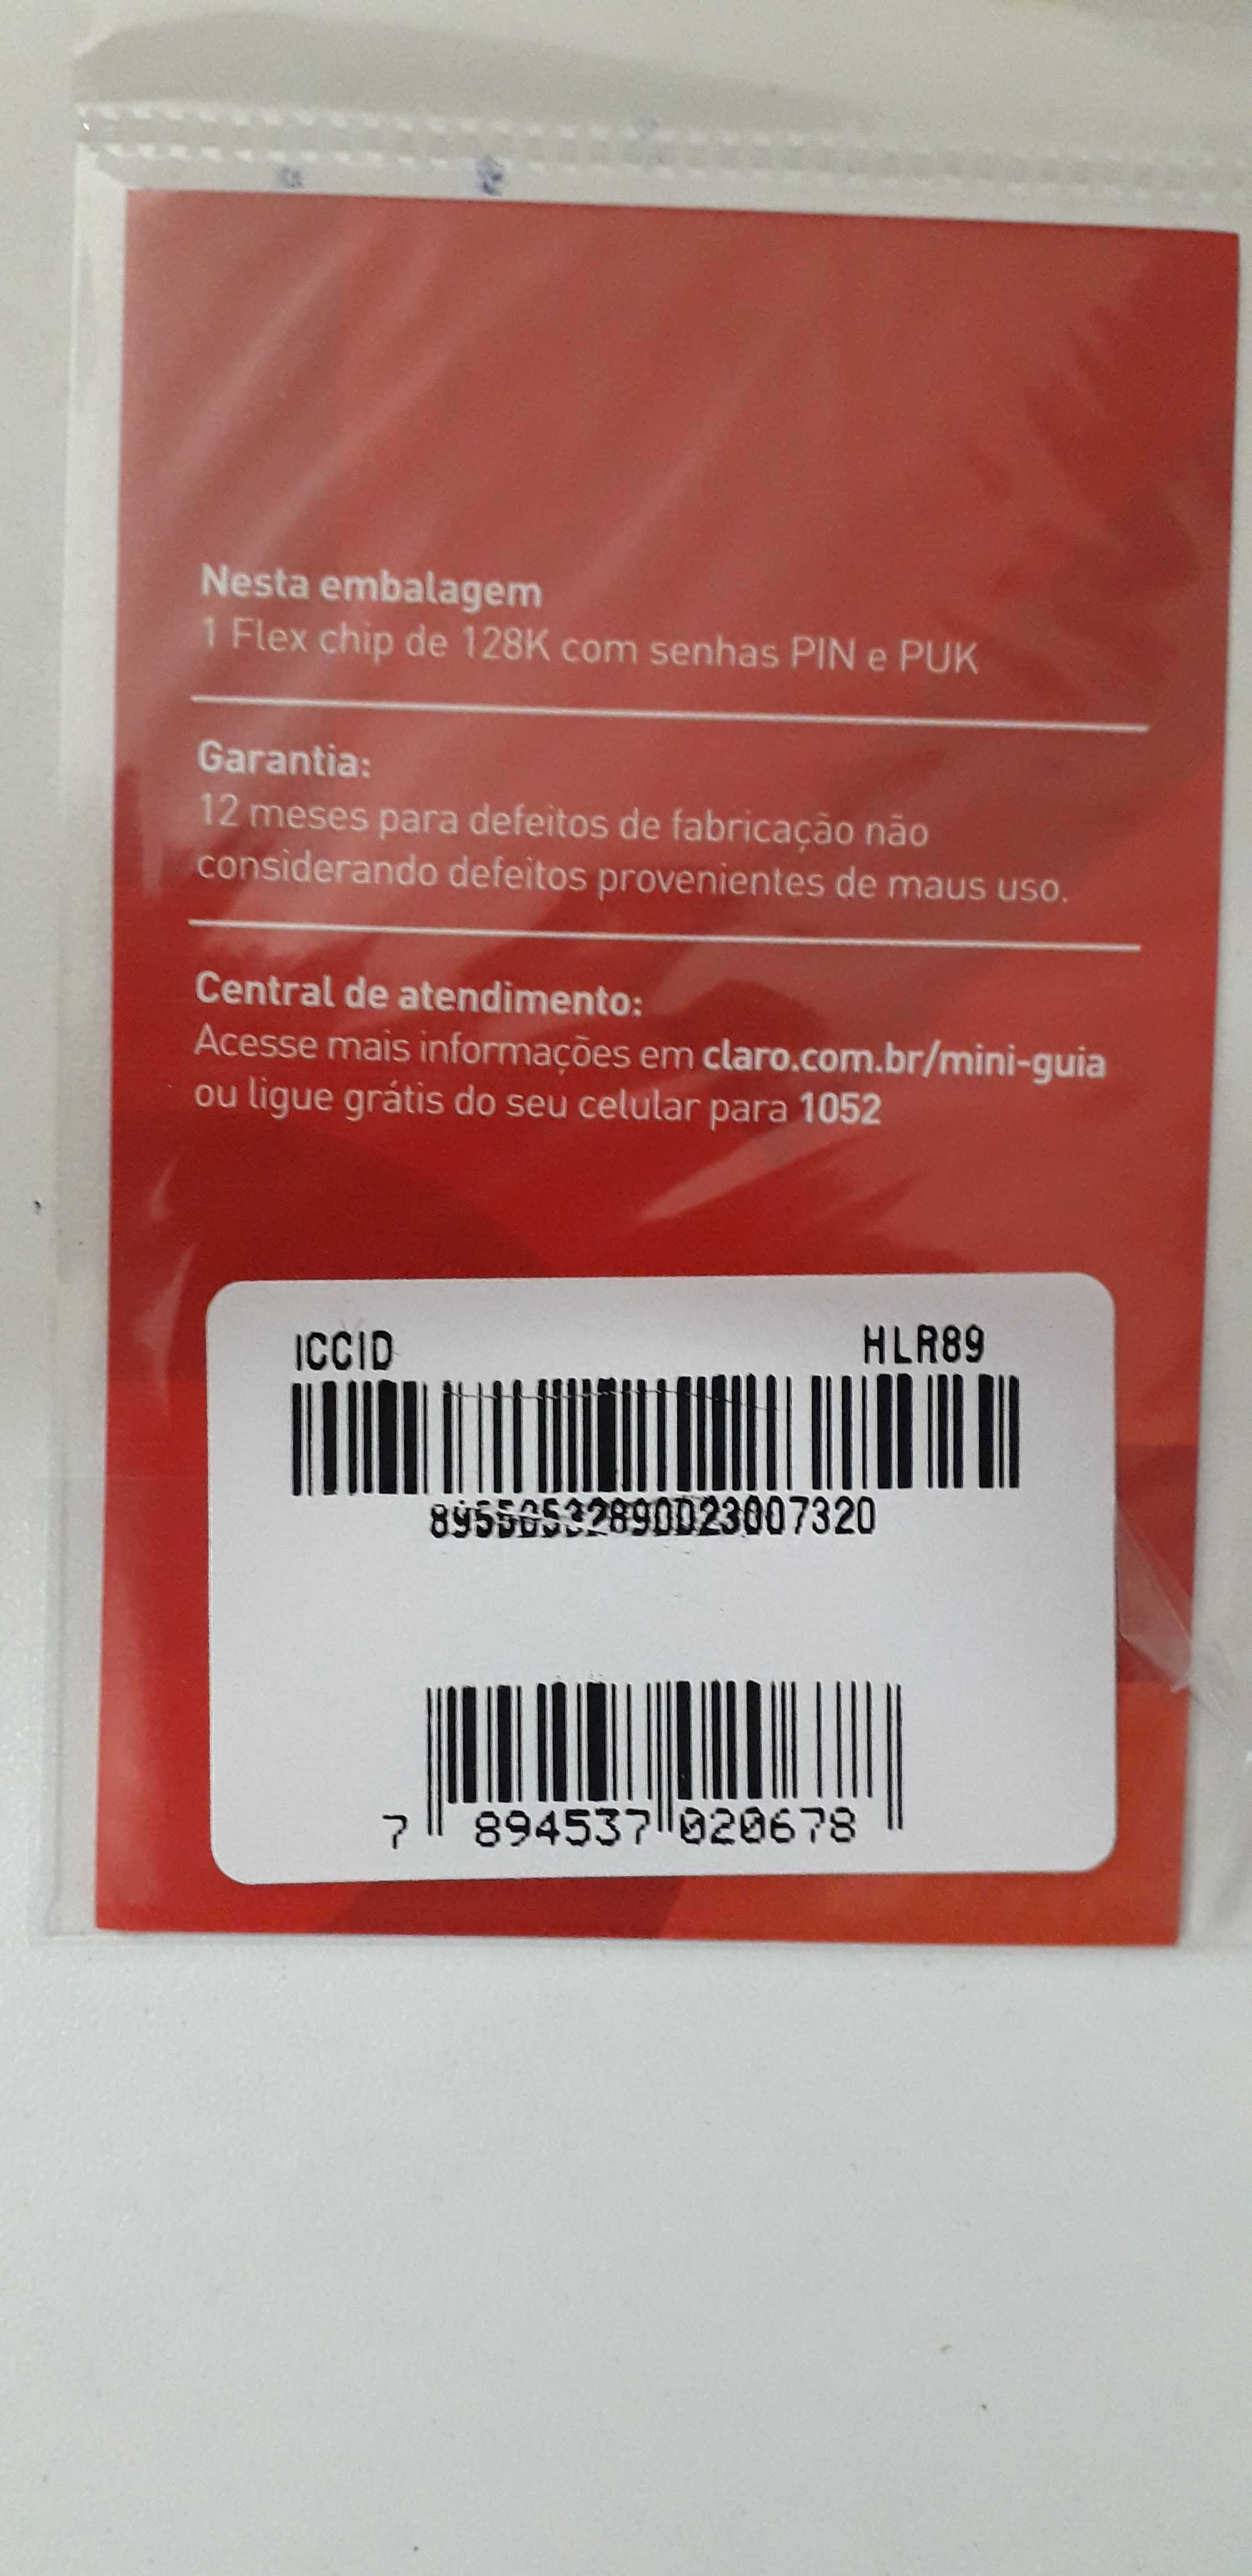 Nesta embalagem
1 Flex chip de 128K com senhas PIN e PUK
Garantia:
12 meses para defeitos de fabricação não
considerando defeitos provenientes de maus uso.
Central de atendimento:
Acesse mais informações em claro.com.br/mini-guia
ou ligue grátis do seu celular para 1052
ICCID HLR89
7 894537 020678